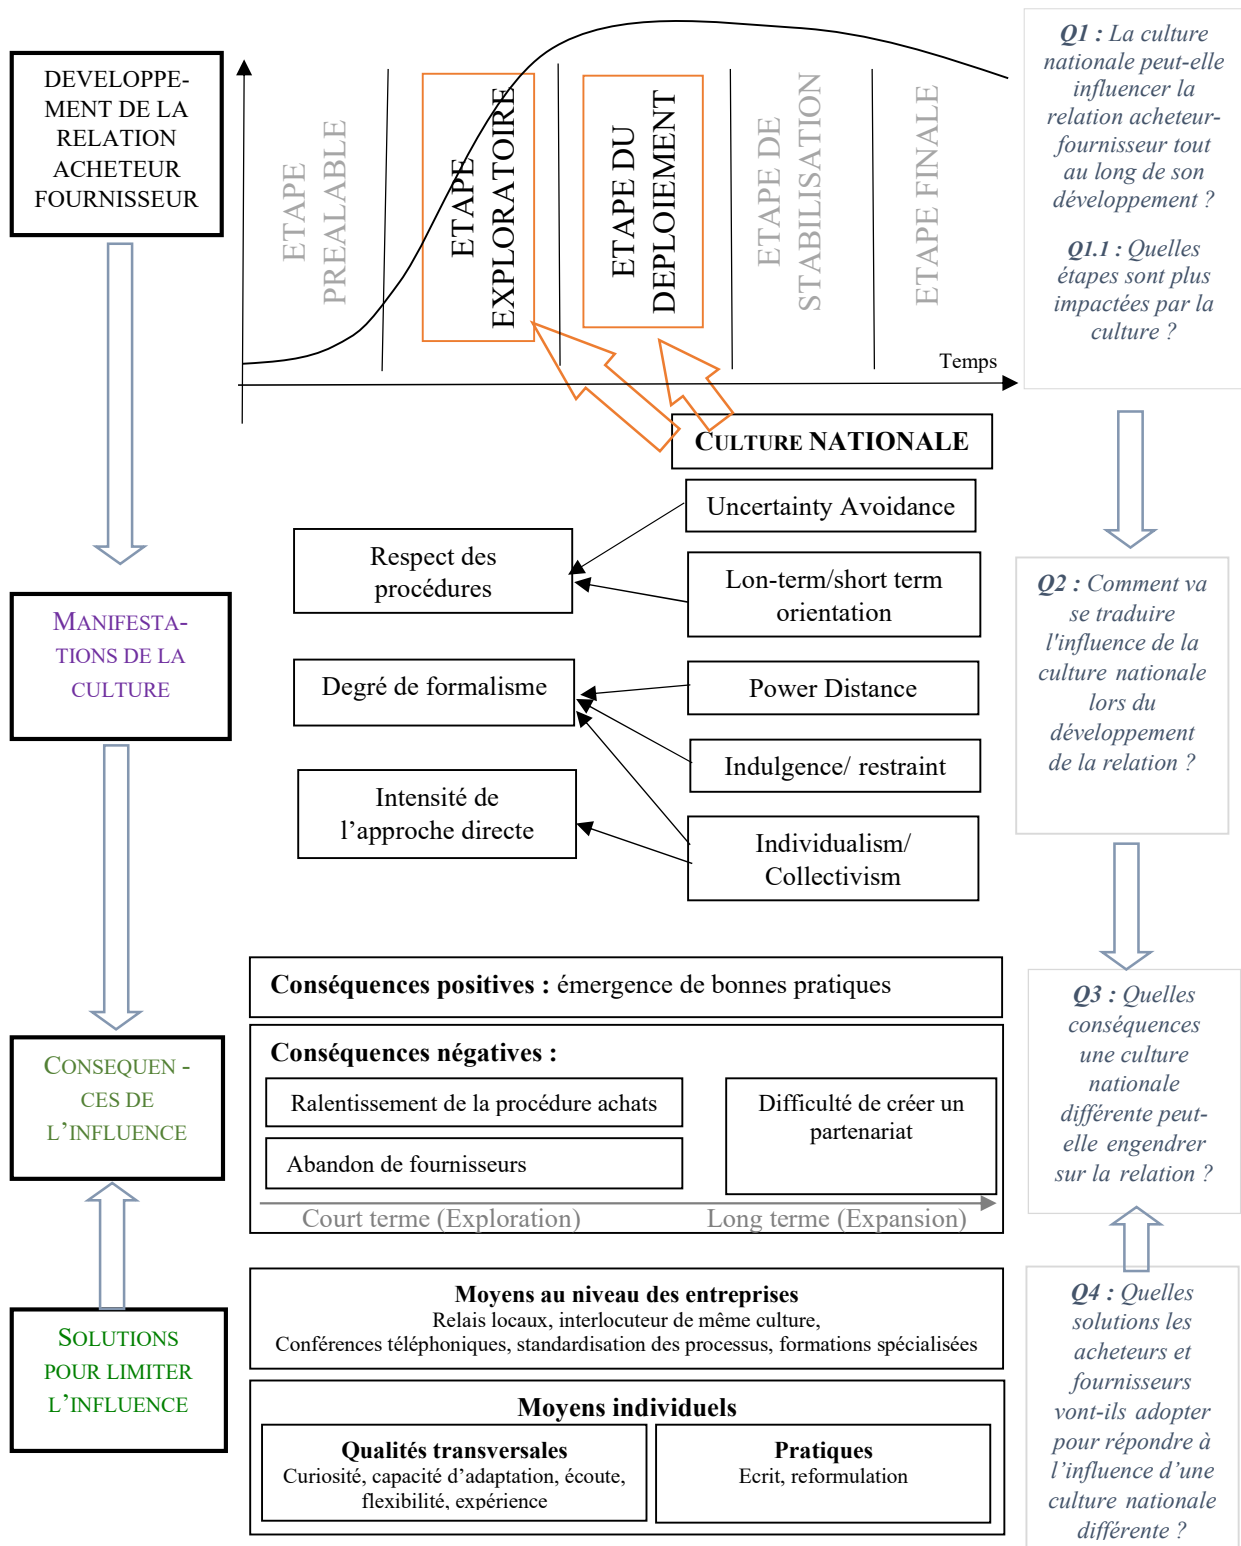 DEVELOPPE-
MENT DE LA
RELATION
ACHETEUR
FOURNISSEUR
ETAPE
PREALABLE
ETAPE
EXPLORATOIRE
ETAPE DU
DEPLOIEMENT
ETAPE DE
STABILISATION
ETAPE FINALE
Temps
Q1 : La culture
nationale peut-elle
influencer la
relation acheteur-
fournisseur tout
au long de son
développement ?
Q1.1 : Quelles
étapes sont plus
impactées par la
culture ?
CULTURE NATIONALE
Uncertainty Avoidance
Respect des
procédures
Lon-term/short term
orientation
MANIFESTA-
TIONS DE LA
CULTURE
Degré de formalisme
Power Distance
Indulgence/ restraint
Intensité de
l’approche directe
Individualism/
Collectivism
Q2 : Comment va
se traduire
l'influence de la
culture nationale
lors du
développement
de la relation ?
CONSEQUEN -
CES DE
L’INFLUENCE
Conséquences positives : émergence de bonnes pratiques
Conséquences négatives :
Ralentissement de la procédure achats
Abandon de fournisseurs
Difficulté de créer un
partenariat
Court terme (Exploration)
Long terme (Expansion)
Q3 : Quelles
conséquences
une culture
nationale
différente peut-
elle engendrer
sur la relation ?
SOLUTIONS
POUR LIMITER
L’INFLUENCE
Moyens au niveau des entreprises
Relais locaux, interlocuteur de même culture,
Conférences téléphoniques, standardisation des processus, formations spécialisées
Moyens individuels
Qualités transversales
Curiosité, capacité d’adaptation, écoute,
flexibilité, expérience
Pratiques
Ecrit, reformulation
Q4 : Quelles
solutions les
acheteurs et
fournisseurs
vont-ils adopter
pour répondre à
l’influence d’une
culture nationale
différente ?